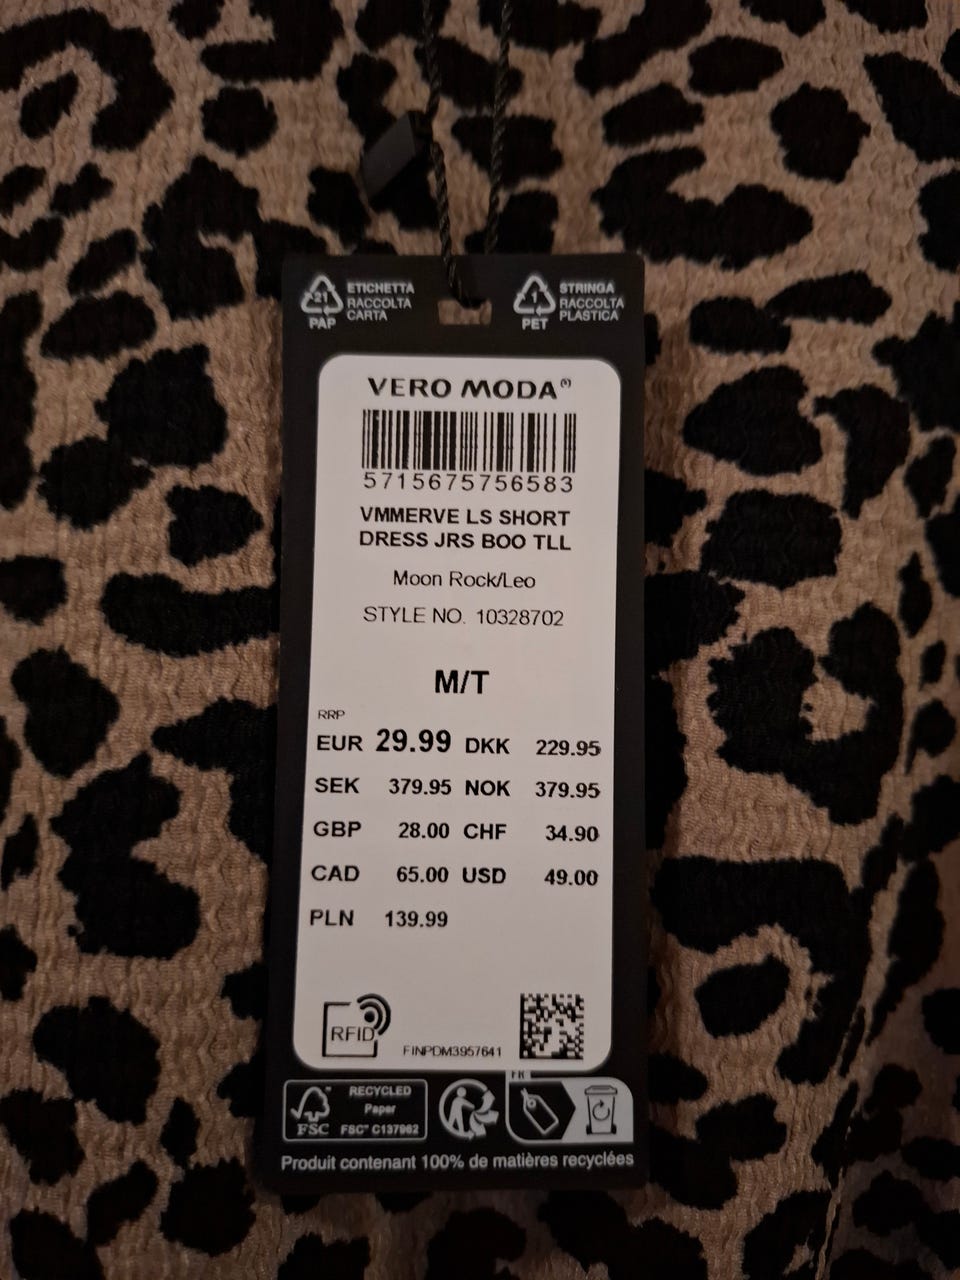 21
PAP
ETICHETTA
RACCOLTA
CARTA
1
PET
STRINGA
RACCOLTA
PLASTICA
VERO MODA®
5715675756583
VMMERVE LS SHORT
DRESS JRS BOO TLL
Moon Rock/Leo
STYLE NO. 10328702
M/T
RRP
EUR 29.99 DKK 229.95
SEK 379.95 NOK 379.95
GBP 28.00 CHF 34.90
CAD 65.00 USD 49.00
PLN 139.99
RFID
FINPDM3957641
FSC
RECYCLED
Paper
FSC™ C137962
FR
Produit contenant 100% de matières recyclées